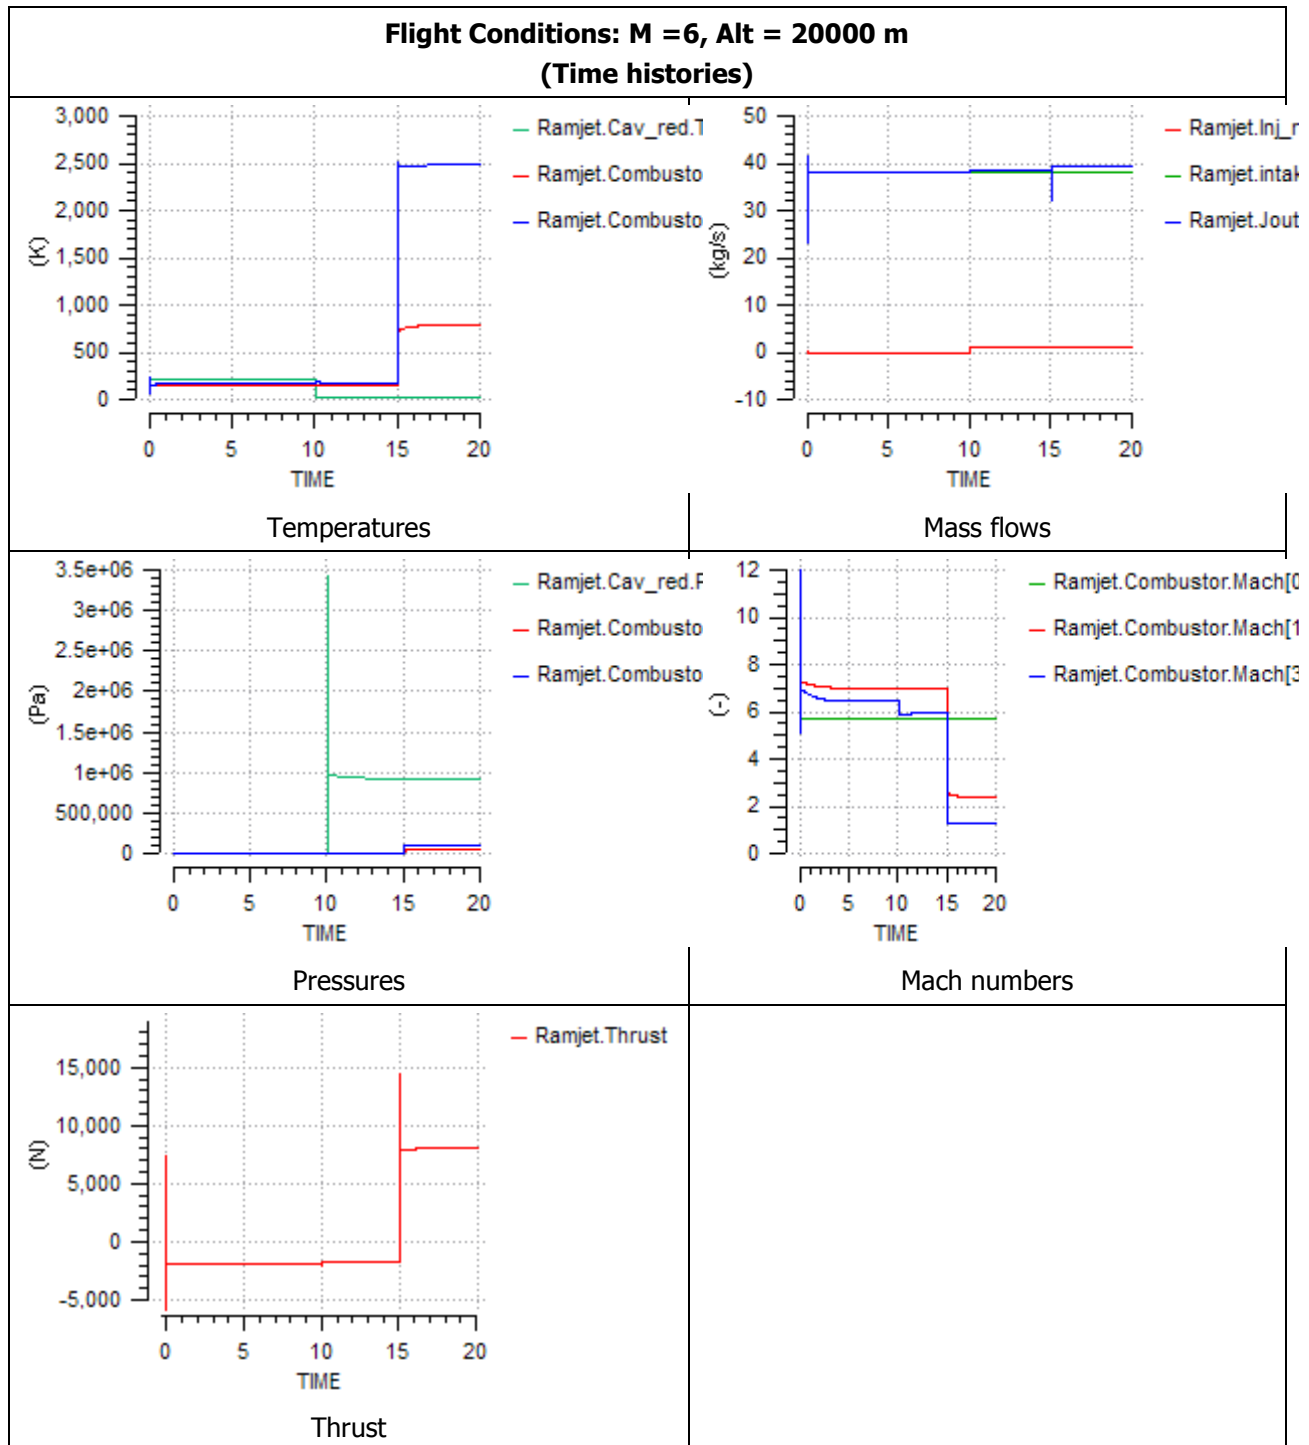 Flight Conditions: M =6, Alt = 20000 m
(Time histories)
3,000
2,500
2,000
1,500
1,000
500
0
(K)
0 5 10 15 20
TIME
Ramjet.Cav_red.T
Ramjet.Combusto
Ramjet.Combusto
Temperatures
50
40
30
20
10
0
-10
(kg/s)
0 5 10 15 20
TIME
Ramjet.Inj_r
Ramjet.intak
Ramjet.Jout
Mass flows
3.5e+06
3e+06
2.5e+06
2e+06
1.5e+06
1e+06
500,000
0
(Pa)
0 5 10 15 20
TIME
Ramjet.Cav_red.P
Ramjet.Combusto
Ramjet.Combusto
Pressures
12
10
8
6
4
2
0
(-)
0 5 10 15 20
TIME
Ramjet.Combustor.Mach[0
Ramjet.Combustor.Mach[1
Ramjet.Combustor.Mach[3
Mach numbers
15,000
10,000
5,000
0
-5,000
(N)
0 5 10 15 20
TIME
Ramjet.Thrust
Thrust